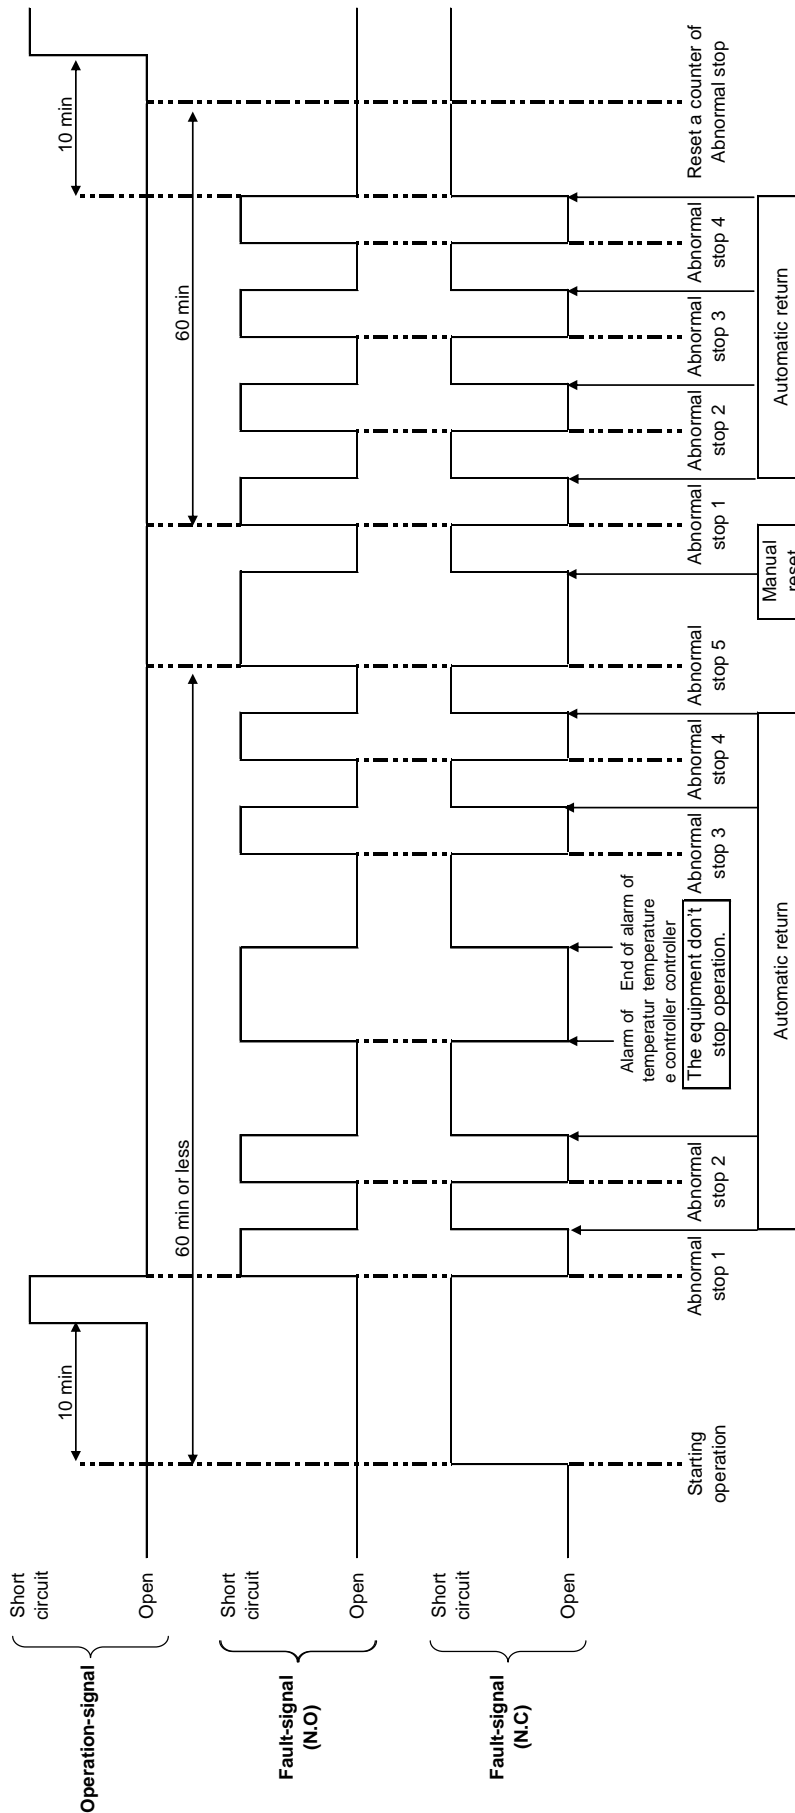 Operation-signal
Short
circuit
Open
10 min
10 min
60 min or less
60 min
Fault-signal
(N.O)
Short
circuit
Open
Fault-signal
(N.C)
Short
circuit
Open
Alarm of
temperatur
e controller
End of alarm of
temperature
controller
The equipment don't
stop operation.
Starting
operation
Abnormal
stop 1
Abnormal
stop 2
Abnormal
stop 3
Abnormal
stop 4
Abnormal
stop 5
Abnormal
stop 1
Abnormal
stop 2
Abnormal
stop 3
Abnormal
stop 4
Reset a counter of
Abnormal stop
Automatic return
Manual
reset
Automatic return